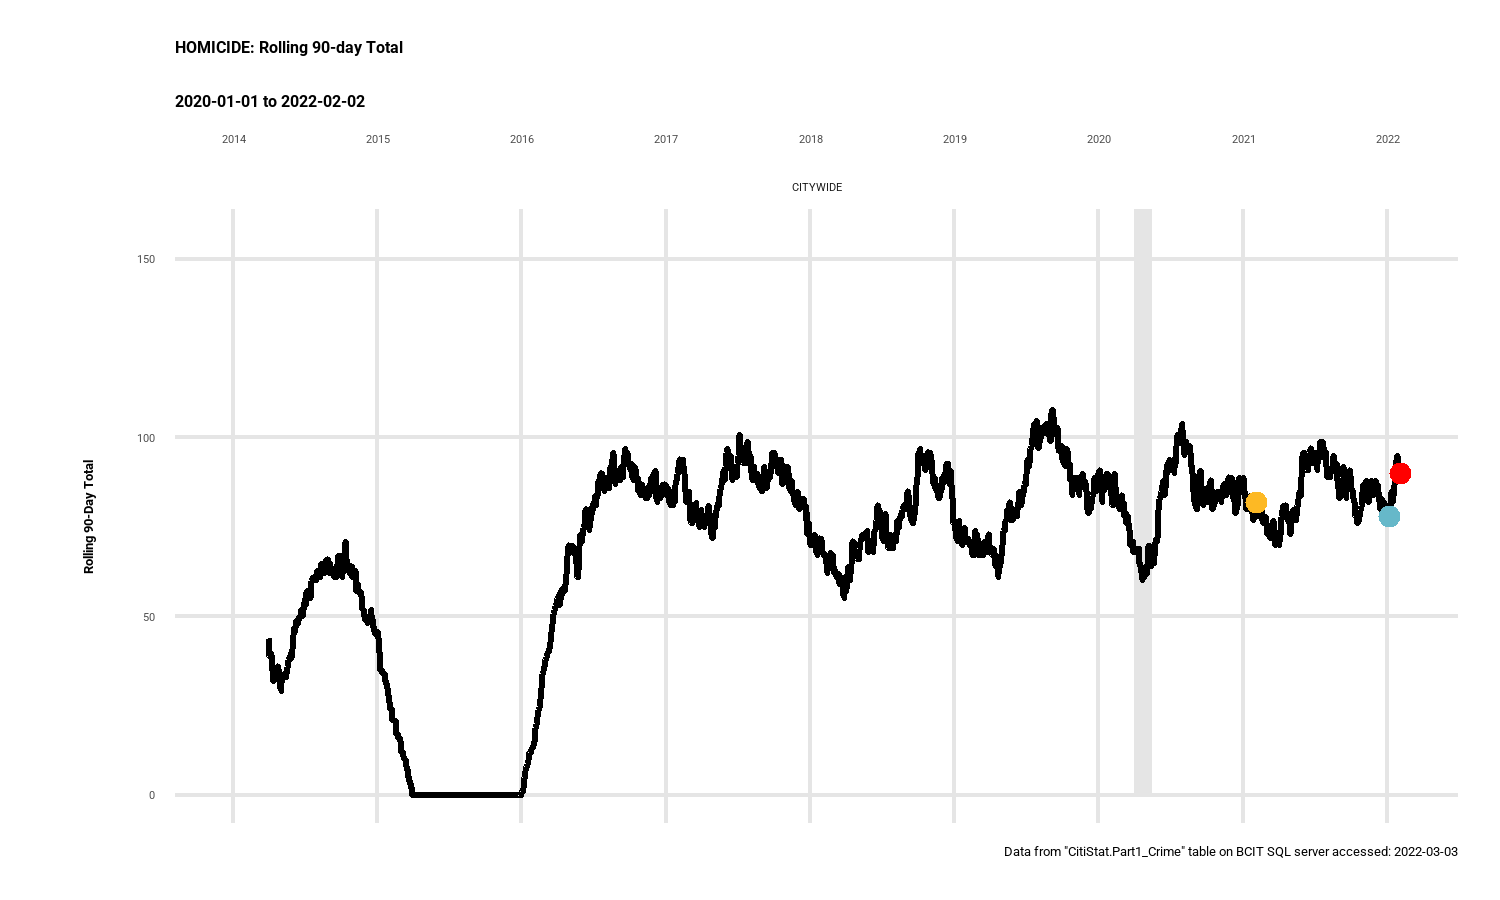 HOMICIDE: Rolling 90-day Total
2020-01-01 to 2022-02-02
2014 2015 2016 2017 2018 2019 2020 2021 2022
CITYWIDE
150
100
50
0
Rolling 90-Day Total
Data from "CitiStat.Part1_Crime" table on BCIT SQL server accessed: 2022-03-03